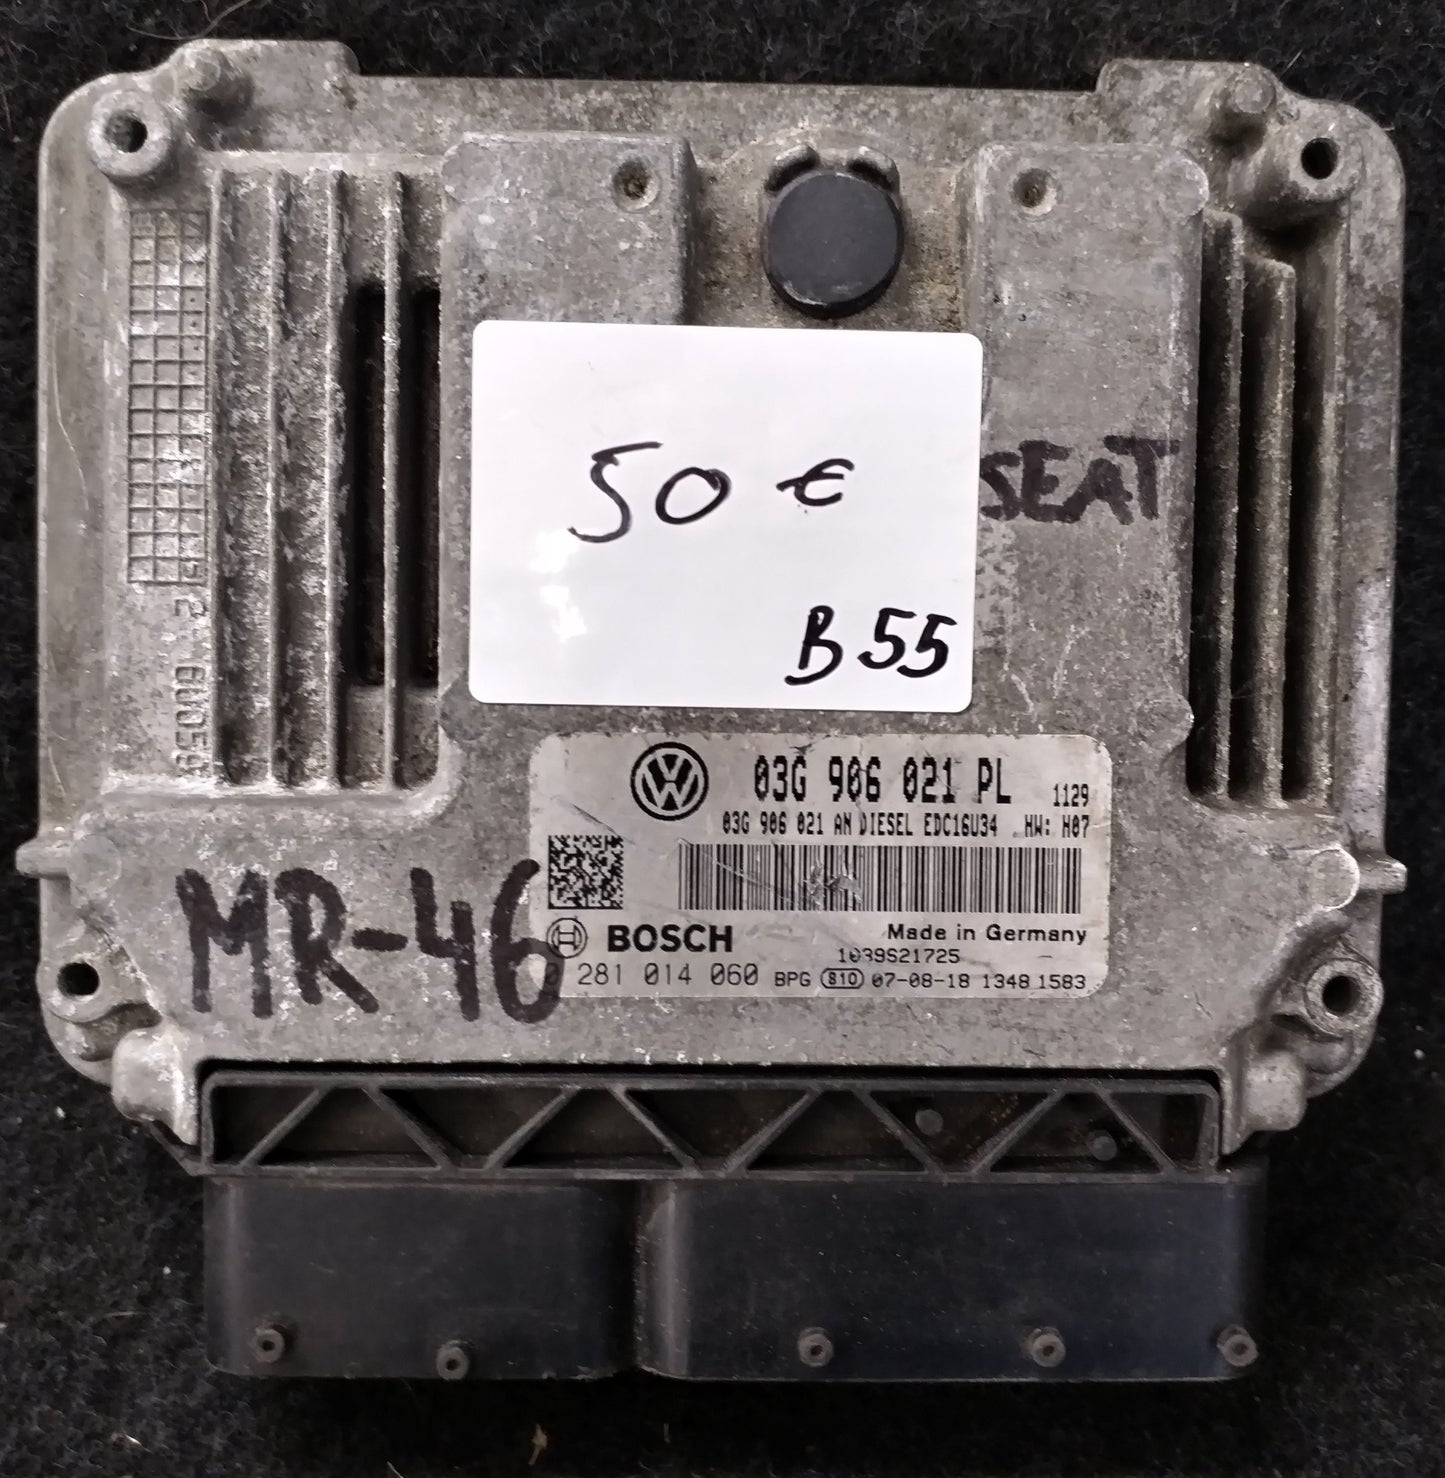 50 €
SEAT
B55
03G 906 021 PL 1129
03G 906 021 AN DIESEL EDC16U34 . HW: H07
MR-46
BOSCH
Made in Germany
1039S21725
0 281 014 060 BPG 810 07-08-18 1348 1583